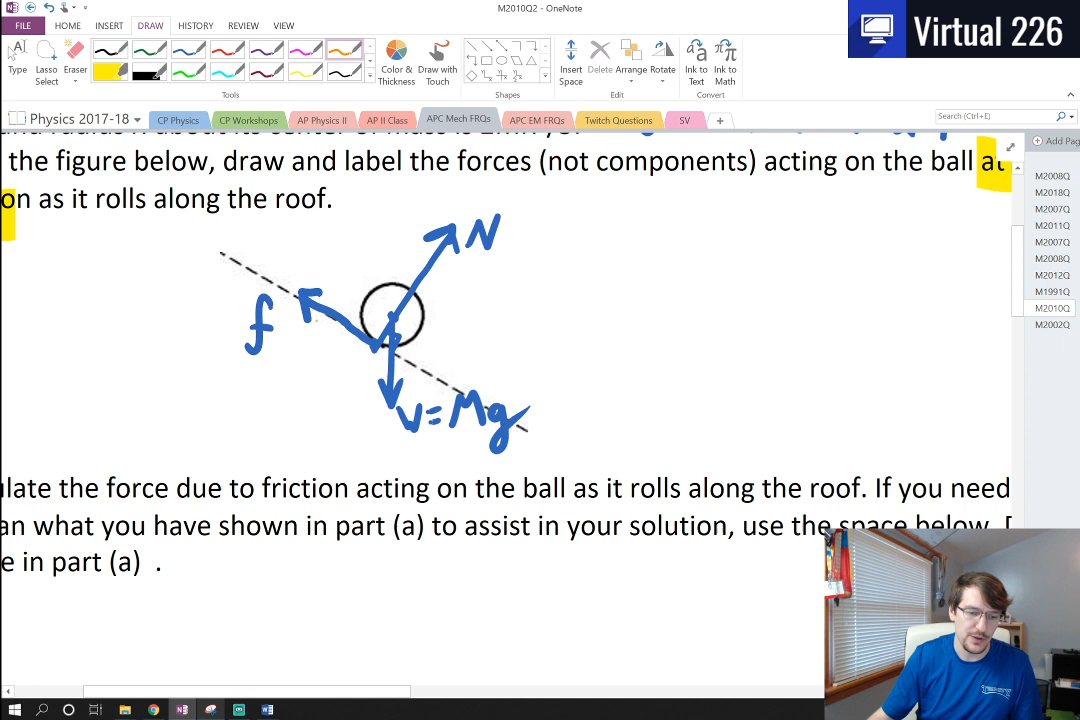 M2010Q2 - OneNote
FILE HOME INSERT DRAW HISTORY REVIEW VIEW
Virtual 226
Type Lasso Select Eraser Color & Thickness Draw with Touch Insert Space Delete Arrange Rotate Ink to Text Ink to Math
Tools Shapes Edit Convert
Physics 2017-18 CP Physics CP Workshops AP Physics II AP II Class APC Mech FRQs APC EM FRQs Twitch Questions SV + Search (Ctrl+E)
Add Pag
the figure below, draw and label the forces (not components) acting on the ball at
on as it rolls along the roof.
M2008Q
M2018Q
M2007Q
M2011Q
M2007Q
M2008Q
M2012Q
M1991Q
M2010Q
M2002Q
N
f
W = Mg
ulate the force due to friction acting on the ball as it rolls along the roof. If you need
an what you have shown in part (a) to assist in your solution, use the space below.
e in part (a) .